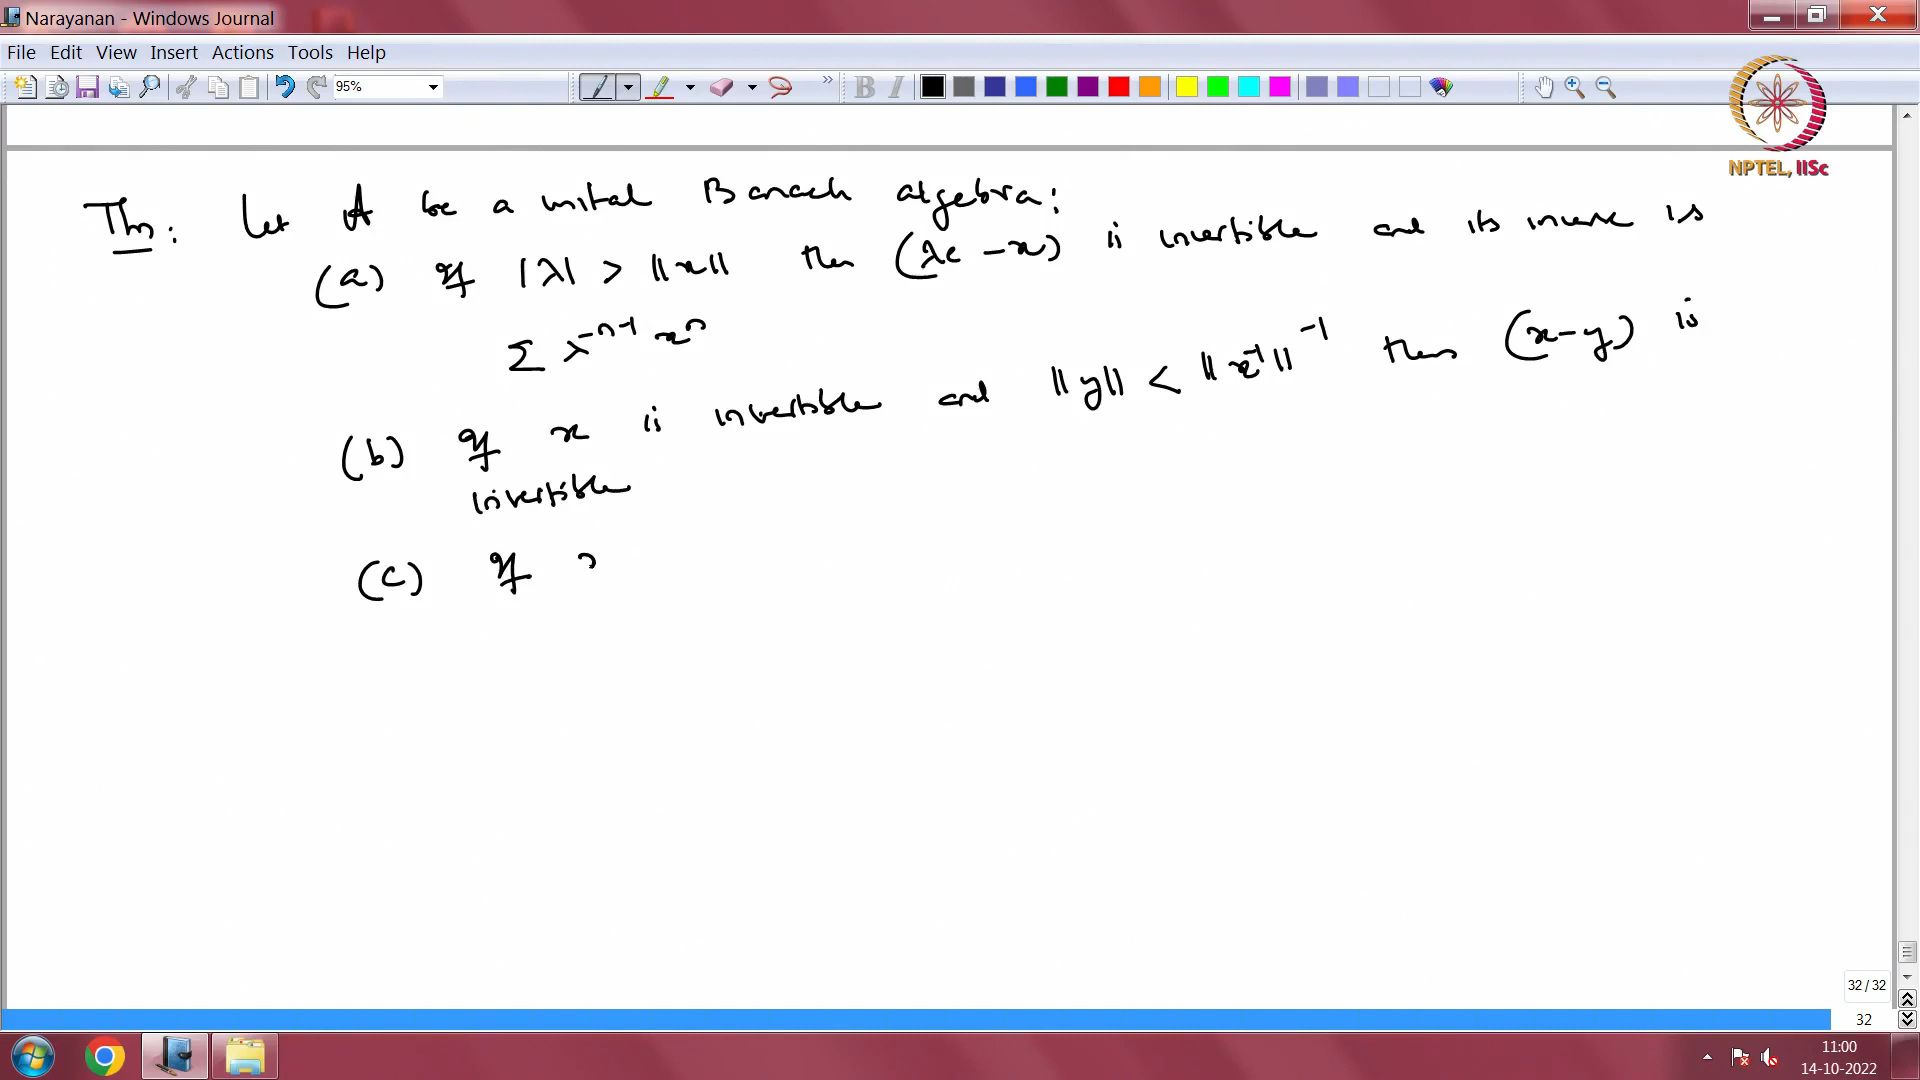 Narayanan - Windows Journal
File Edit View Insert Actions Tools Help
95%
NPTEL, IISc
Thm: Let A be a unital Banach algebra:
(a) If |λ| > ||x|| then (λe - x) is invertible and its inverse is
Σ λ^{-n-1} x^n
(b) If x is invertible and ||y|| < ||x^{-1}||^{-1} then (x-y) is
invertible
(c) If
32 / 32
32
11:00
14-10-2022